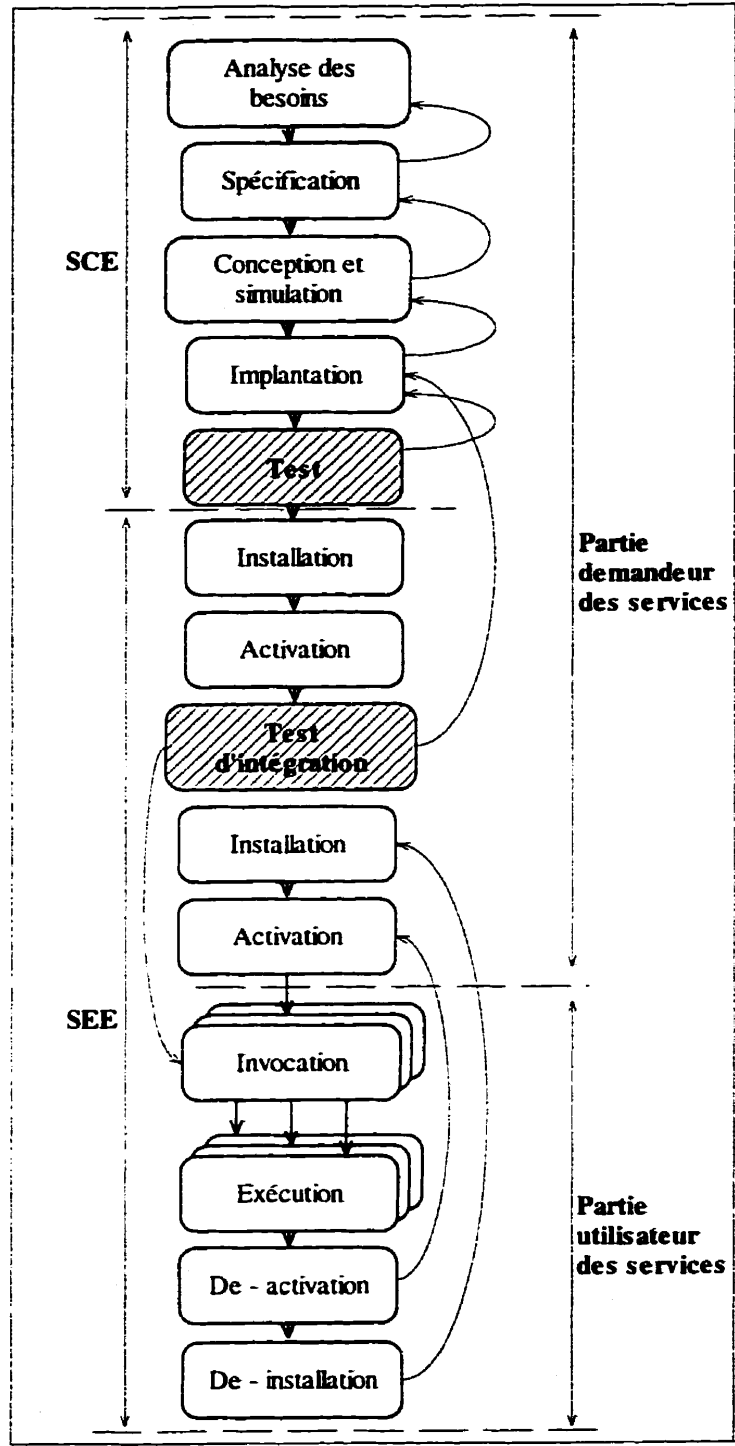 Analyse des
besoins
Spécification
SCE
Conception et
simulation
Implantation
Test
Installation
Partie
demandeur
des services
Activation
Test
d'intégration
Installation
Activation
SEE
Invocation
Exécution
Partie
utilisateur
des services
De - activation
De - installation